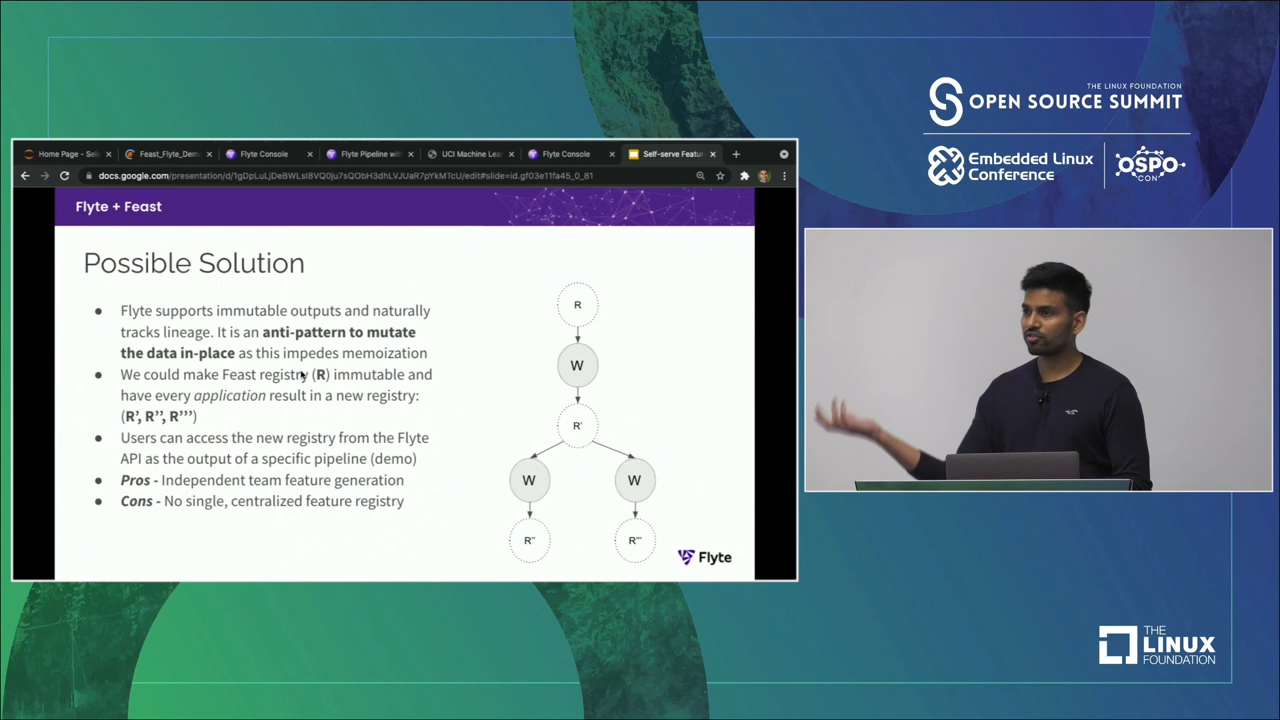 THE LINUX FOUNDATION
OPEN SOURCE SUMMIT
Embedded Linux
Conference
OSPO
CON
Home Page - Sel
Feast_Flyte_Dem
Flyte Console
Flyte Pipeline with
UCI Machine Lea
Flyte Console
Self-serve Featu
Flyte + Feast
Possible Solution
● Flyte supports immutable outputs and naturally
tracks lineage. It is an anti-pattern to mutate
the data in-place as this impedes memoization
● We could make Feast registry (R) immutable and
have every application result in a new registry:
(R’, R’’, R’’’)
● Users can access the new registry from the Flyte
API as the output of a specific pipeline (demo)
● Pros - Independent team feature generation
● Cons - No single, centralized feature registry
R
W
R'
W
W
R''
R'''
Flyte
THE
LINUX
FOUNDATION